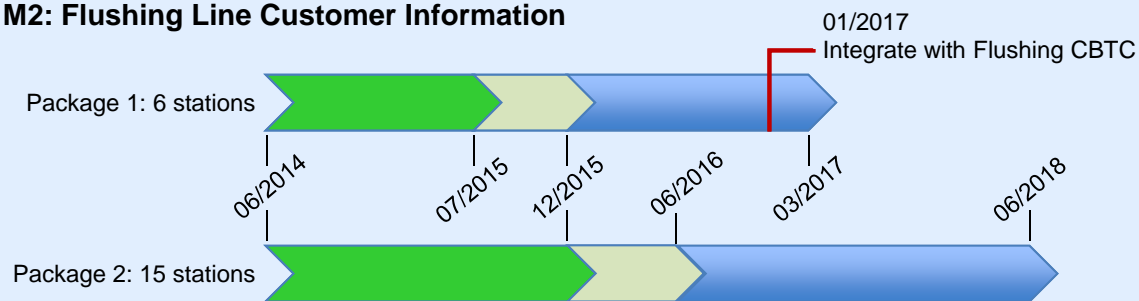 M2: Flushing Line Customer Information
01/2017
Integrate with Flushing CBTC
Package 1: 6 stations
06/2014
07/2015
12/2015
06/2016
03/2017
06/2018
Package 2: 15 stations